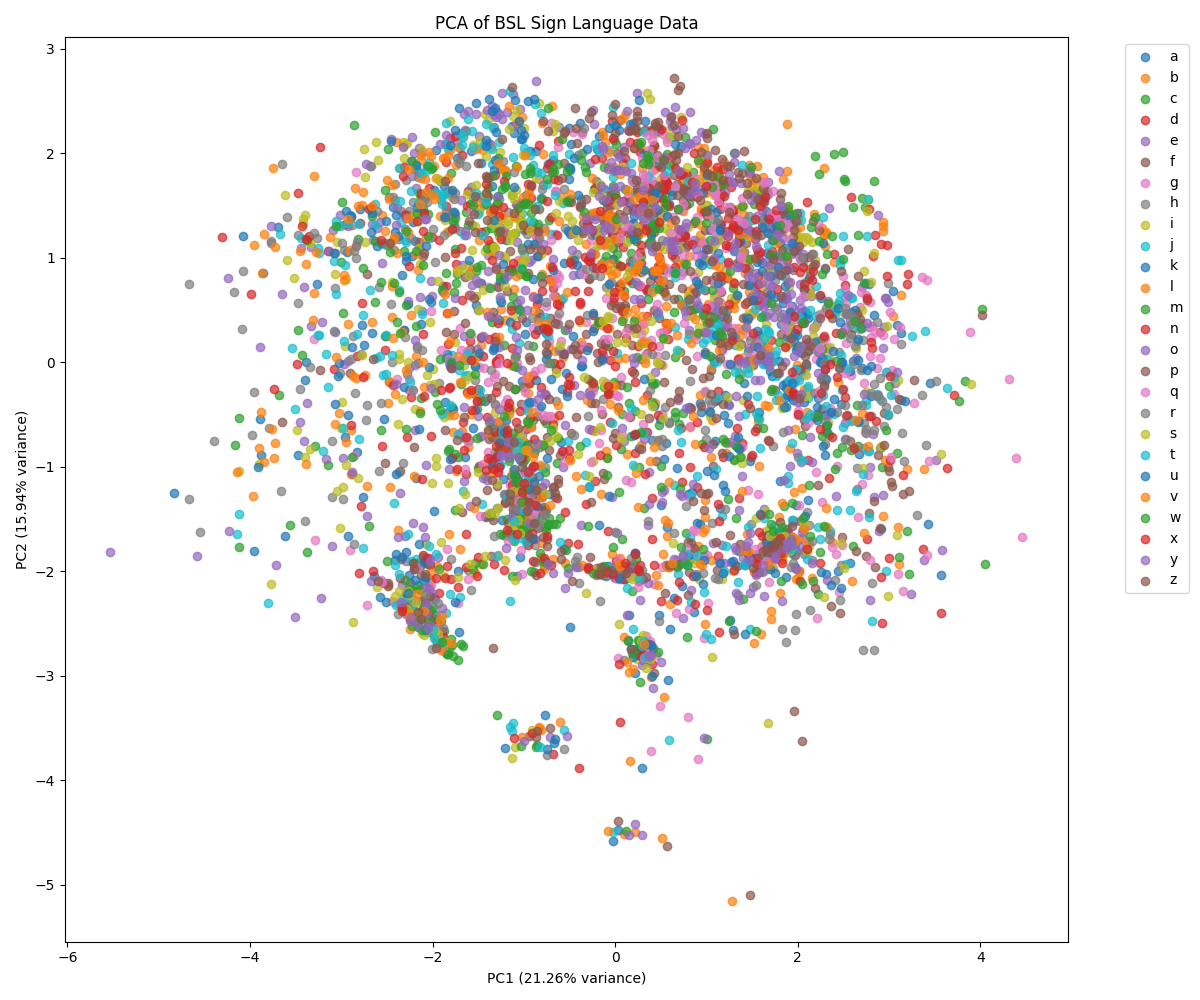 PCA of BSL Sign Language Data
3
2
1
0
−1
−2
−3
−4
−5
PC2 (15.94% variance)
−6
−4
−2
0
2
4
PC1 (21.26% variance)
a
b
c
d
e
f
g
h
i
j
k
l
m
n
o
p
q
r
s
t
u
v
w
x
y
z